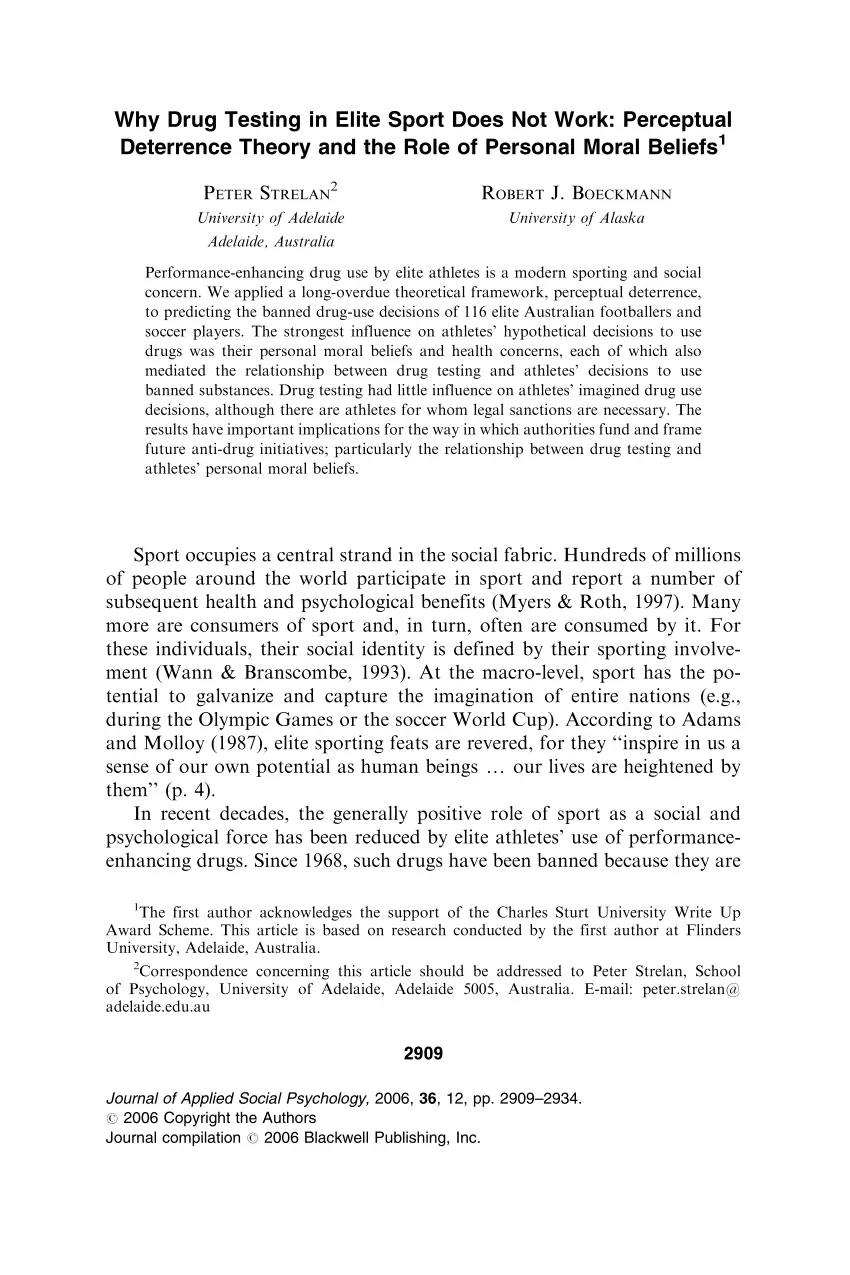 Why Drug Testing in Elite Sport Does Not Work: Perceptual
Deterrence Theory and the Role of Personal Moral Beliefs1
PETER STRELAN2
ROBERT J. BOECKMANN
University of Adelaide
University of Alaska
Adelaide, Australia
Performance-enhancing drug use by elite athletes is a modern sporting and social
concern. We applied a long-overdue theoretical framework, perceptual deterrence,
to predicting the banned drug-use decisions of 116 elite Australian footballers and
soccer players. The strongest influence on athletes’ hypothetical decisions to use
drugs was their personal moral beliefs and health concerns, each of which also
mediated the relationship between drug testing and athletes’ decisions to use
banned substances. Drug testing had little influence on athletes’ imagined drug use
decisions, although there are athletes for whom legal sanctions are necessary. The
results have important implications for the way in which authorities fund and frame
future anti-drug initiatives; particularly the relationship between drug testing and
athletes’ personal moral beliefs.
Sport occupies a central strand in the social fabric. Hundreds of millions
of people around the world participate in sport and report a number of
subsequent health and psychological benefits (Myers & Roth, 1997). Many
more are consumers of sport and, in turn, often are consumed by it. For
these individuals, their social identity is defined by their sporting involve-
ment (Wann & Branscombe, 1993). At the macro-level, sport has the po-
tential to galvanize and capture the imagination of entire nations (e.g.,
during the Olympic Games or the soccer World Cup). According to Adams
and Molloy (1987), elite sporting feats are revered, for they ‘‘inspire in us a
sense of our own potential as human beings … our lives are heightened by
them’’ (p. 4).
In recent decades, the generally positive role of sport as a social and
psychological force has been reduced by elite athletes’ use of performance-
enhancing drugs. Since 1968, such drugs have been banned because they are
1The first author acknowledges the support of the Charles Sturt University Write Up
Award Scheme. This article is based on research conducted by the first author at Flinders
University, Adelaide, Australia.
2Correspondence concerning this article should be addressed to Peter Strelan, School
of Psychology, University of Adelaide, Adelaide 5005, Australia. E-mail: peter.strelan@
adelaide.edu.au
2909
Journal of Applied Social Psychology, 2006, 36, 12, pp. 2909–2934.
© 2006 Copyright the Authors
Journal compilation © 2006 Blackwell Publishing, Inc.